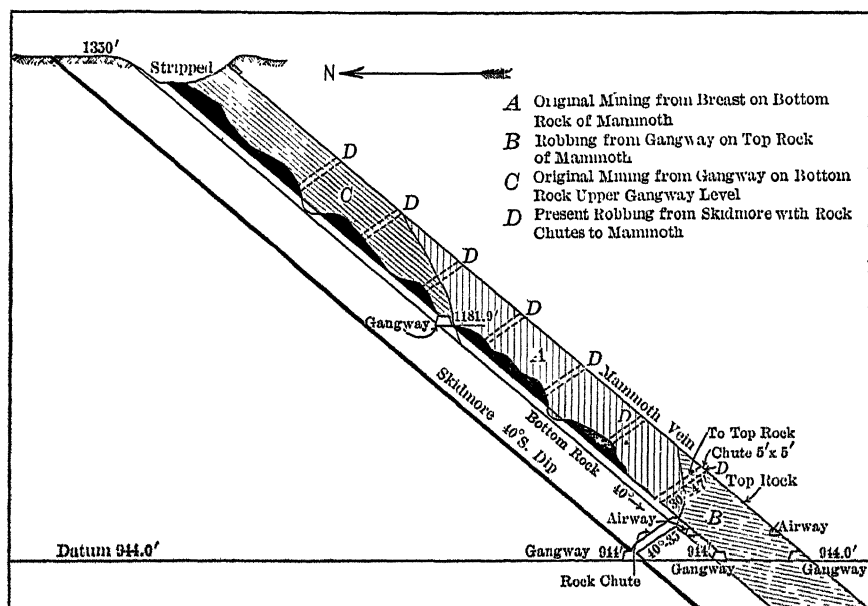 1330'
Stripped
N
A Original Mining from Breast on Bottom
Rock of Mammoth
B Robbing from Gangway on Top Rock
of Mammoth
C Original Mining from Gangway on Bottom
Rock Upper Gangway Level
D Present Robbing from Skidmore with Rock
Chutes to Mammoth
D
D
C
D
1181.9'
Gangway
D
A
D
Mammoth Vein
D
Skidmore
40°S. Dip
Bottom Rock
To Top Rock
Chute 5'x 5'
D
Top Rock
40°
B
Airway
Airway
Datum 944.0'
Gangway 944'
944.
944.0'
Rock Chute
Gangway
Gangway